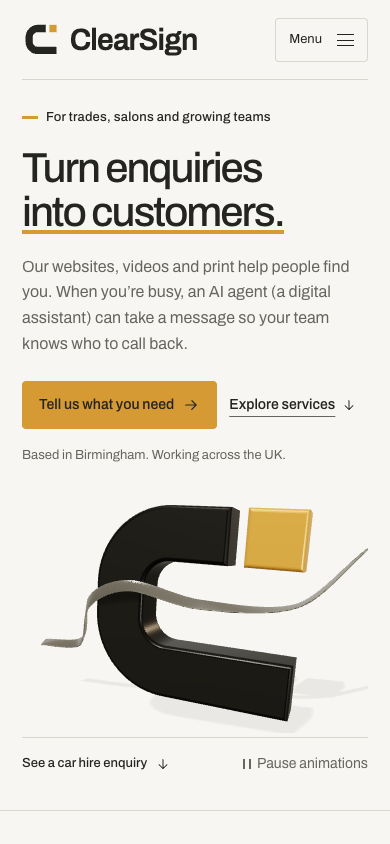 ClearSign
Menu
For trades, salons and growing teams
Turn enquiries
into customers.
Our websites, videos and print help people find
you. When you’re busy, an AI agent (a digital
assistant) can take a message so your team
knows who to call back.
Tell us what you need →
Explore services ↓
Based in Birmingham. Working across the UK.
See a car hire enquiry ↓
Pause animations